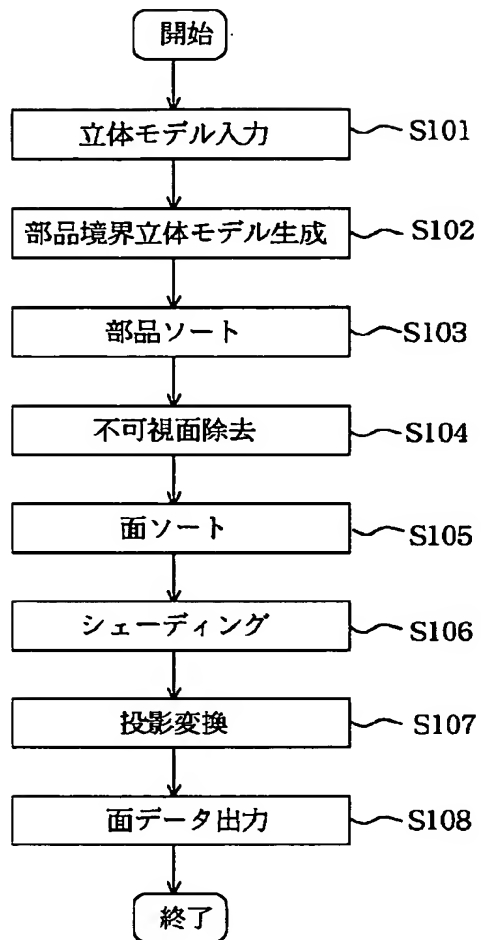 開始
立体モデル入力 S101
部品境界立体モデル生成 S102
部品ソート S103
不可視面除去 S104
面ソート S105
シェーディング S106
投影変換 S107
面データ出力 S108
終了